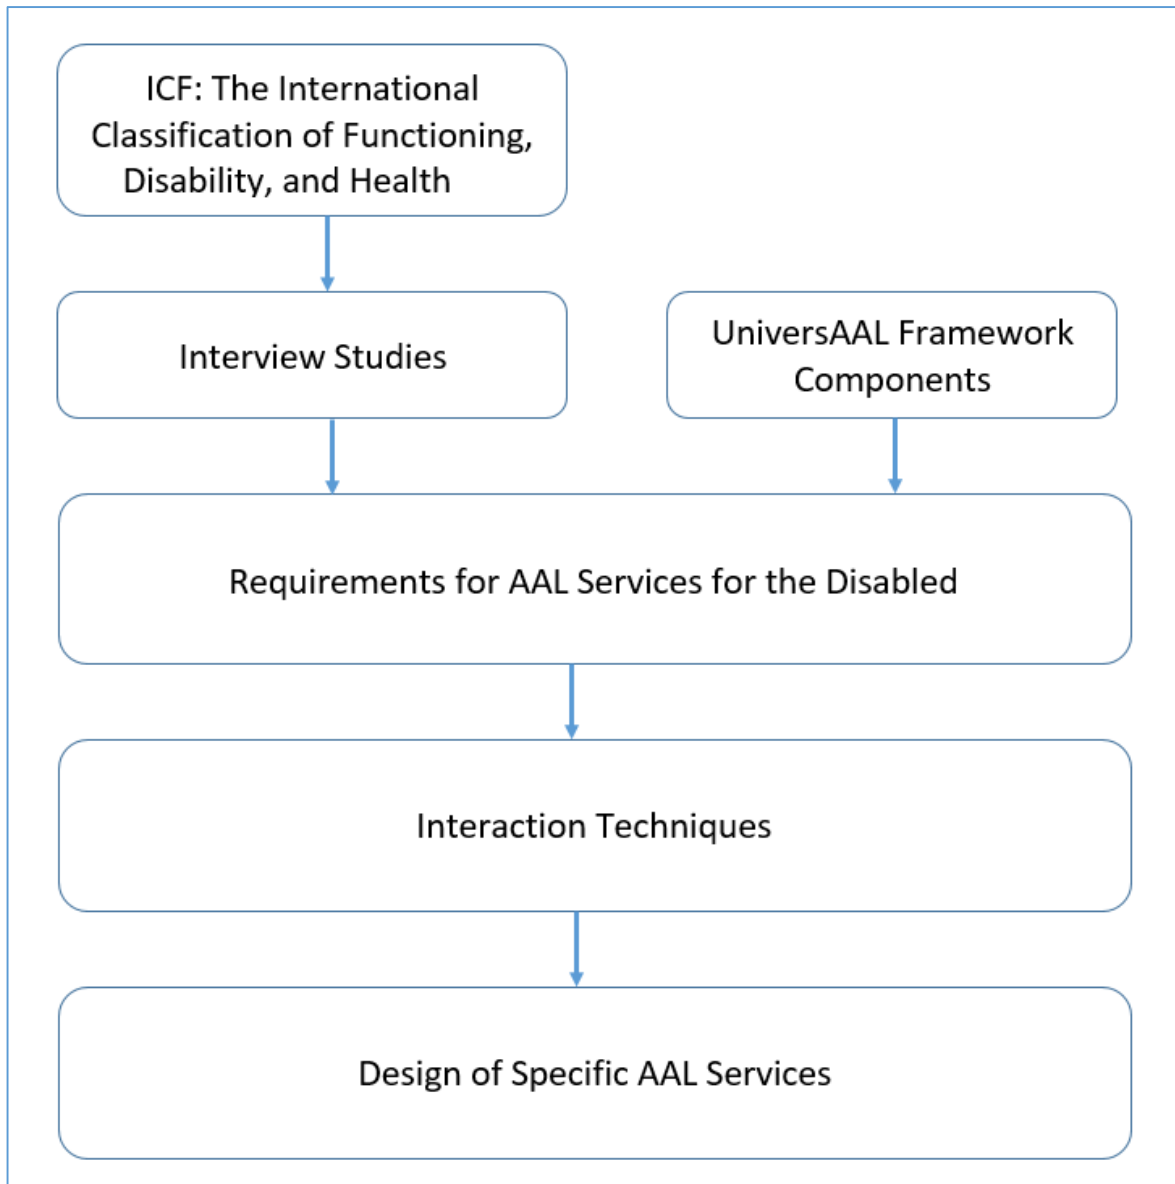 ICF: The International
Classification of Functioning,
Disability, and Health
Interview Studies
UniversAAL Framework
Components
Requirements for AAL Services for the Disabled
Interaction Techniques
Design of Specific AAL Services